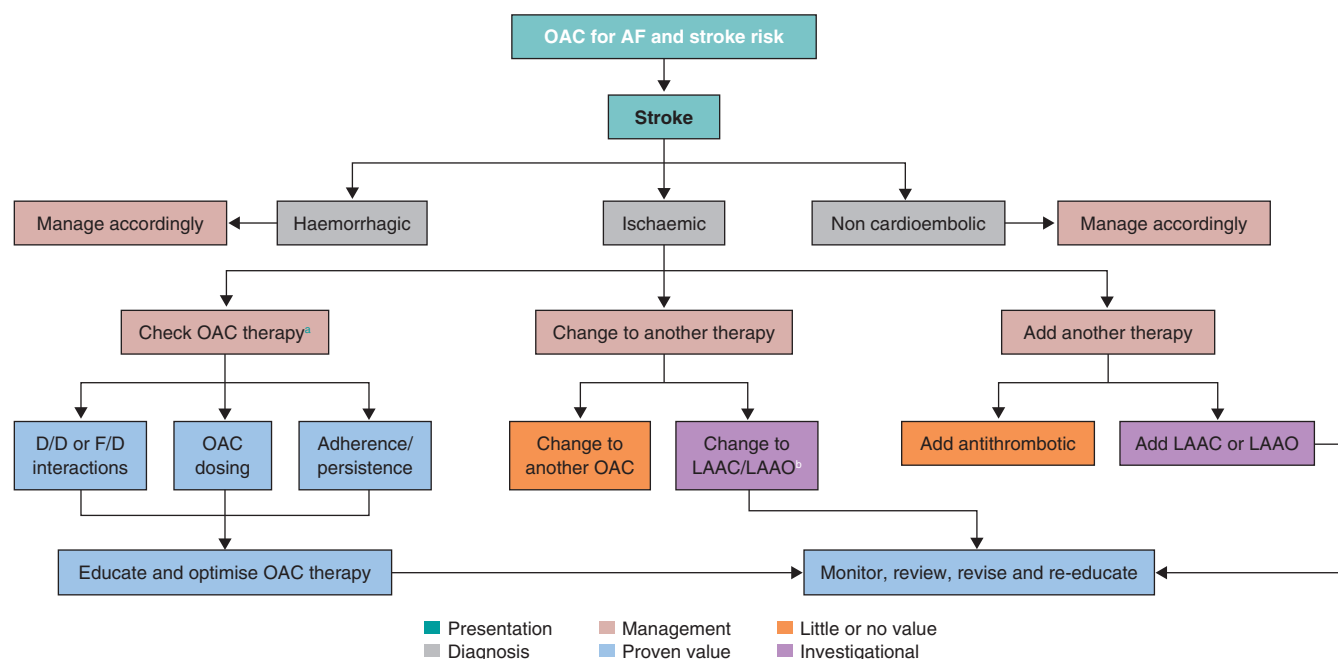 OAC for AF and stroke risk
Stroke
Manage accordingly
Haemorrhagic
Ischaemic
Non cardioembolic
Manage accordingly
Check OAC therapyᵃ
Change to another therapy
Add another therapy
D/D or F/D
interactions
OAC
dosing
Adherence/
persistence
Change to
another OAC
Change to
LAAC/LAAOᵇ
Add antithrombotic
Add LAAC or LAAO
Educate and optimise OAC therapy
Monitor, review, revise and re-educate
Presentation
Management
Little or no value
Diagnosis
Proven value
Investigational